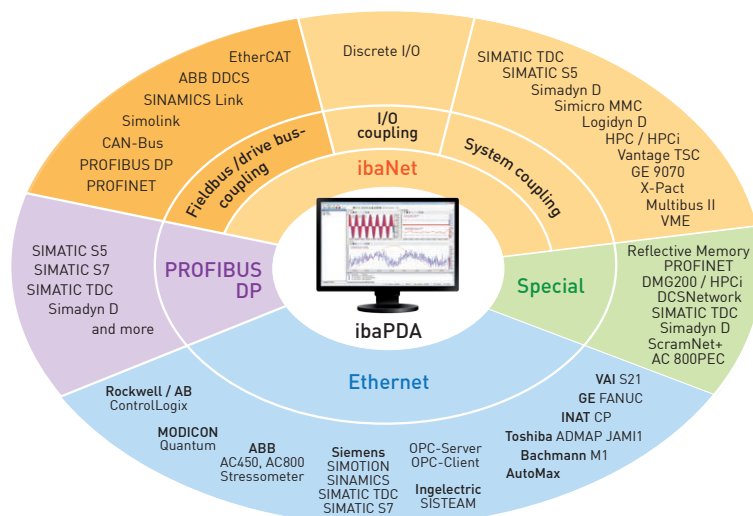 EtherCAT
ABB DDCS
SINAMICS Link
Simolink
CAN-Bus
PROFIBUS DP
PROFINET
Fieldbus /drive bus-
coupling
Discrete I/O
I/O
coupling
SIMATIC TDC
SIMATIC S5
Simadyn D
Simicro MMC
Logidyn D
HPC / HPCi
Vantage TSC
GE 9070
X-Pact
Multibus II
VME
System coupling
ibaNet
SIMATIC S5
SIMATIC S7
SIMATIC TDC
Simadyn D
and more
PROFIBUS
DP
ibaPDA
Special
Reflective Memory
PROFINET
DMG200 / HPCi
DCSNetwork
SIMATIC TDC
Simadyn D
ScramNet+
AC 800PEC
Ethernet
Rockwell / AB
ControlLogix
MODICON
Quantum
ABB
AC450, AC800
Stressometer
Siemens
SIMOTION
SINAMICS
SIMATIC TDC
SIMATIC S7
OPC-Server
OPC-Client
Ingelectric
SISTEAM
VAI S21
GE FANUC
INAT CP
Toshiba ADMAP JAMI1
Bachmann M1
AutoMax